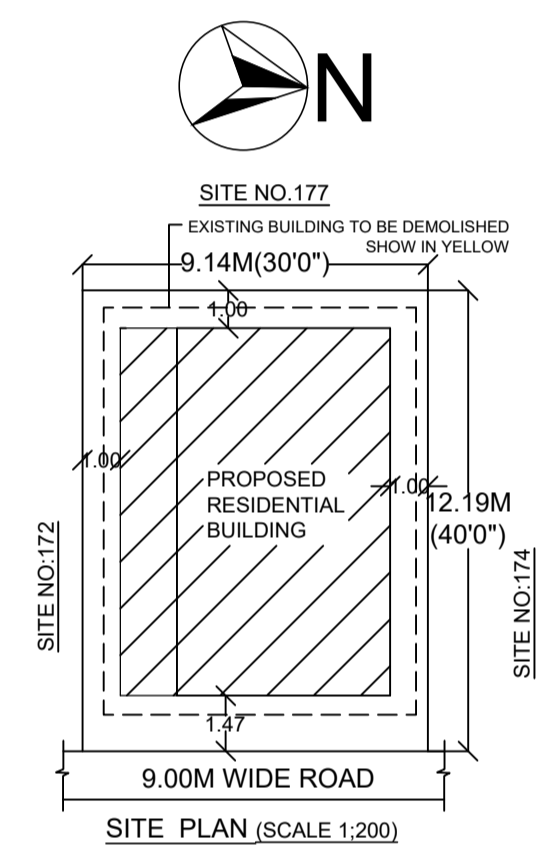 N
SITE NO.177
EXISTING BUILDING TO BE DEMOLISHED
SHOW IN YELLOW
9.14M(30'0")
1.00
1.00
PROPOSED
RESIDENTIAL
BUILDING
1.00
12.19M
(40'0")
SITE NO:172
SITE NO:174
1.47
9.00M WIDE ROAD
SITE PLAN (SCALE 1;200)